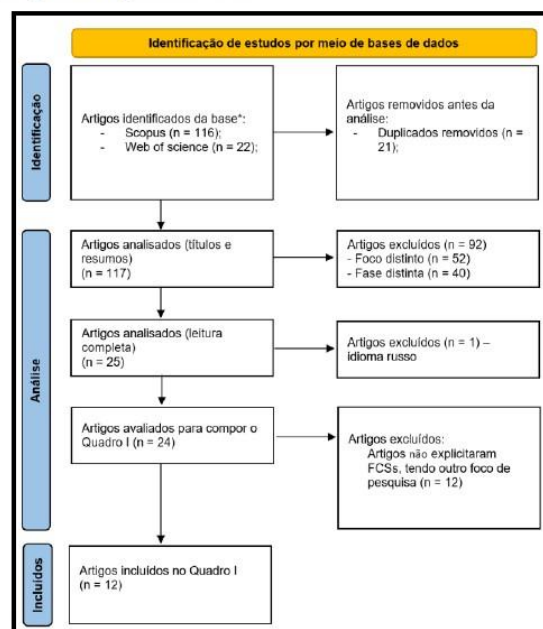 Identificação de estudos por meio de bases de dados
Identificação
Artigos identificados da base*:
- Scopus (n = 116);
- Web of science (n = 22);
Artigos removidos antes da
análise:
- Duplicados removidos (n =
21);
Análise
Artigos analisados (títulos e
resumos)
(n = 117)
Artigos excluídos (n = 92)
- Foco distinto (n = 52)
- Fase distinta (n = 40)
Artigos analisados (leitura
completa)
(n = 25)
Artigos excluídos (n = 1) –
idioma russo
Artigos avaliados para compor o
Quadro I (n = 24)
Artigos excluídos:
Artigos não explicitaram
FCSs, tendo outro foco de
pesquisa (n = 12)
Incluídos
Artigos incluídos no Quadro I
(n = 12)